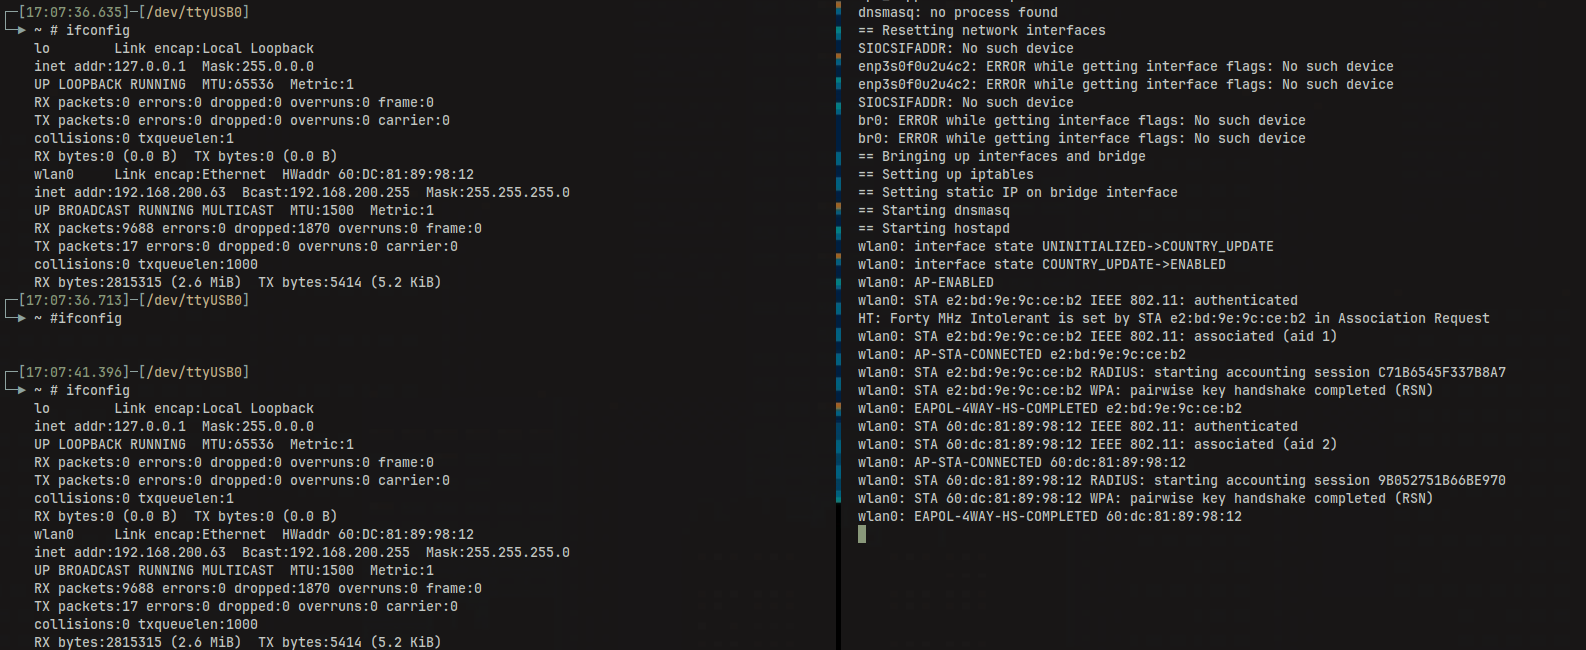 [17:07:36.635]─[/dev/ttyUSB0]
~ # ifconfig
lo        Link encap:Local Loopback
inet addr:127.0.0.1  Mask:255.0.0.0
UP LOOPBACK RUNNING  MTU:65536  Metric:1
RX packets:0 errors:0 dropped:0 overruns:0 frame:0
TX packets:0 errors:0 dropped:0 overruns:0 carrier:0
collisions:0 txqueuelen:1
RX bytes:0 (0.0 B)  TX bytes:0 (0.0 B)
wlan0     Link encap:Ethernet  HWaddr 60:DC:81:89:98:12
inet addr:192.168.200.63  Bcast:192.168.200.255  Mask:255.255.255.0
UP BROADCAST RUNNING MULTICAST  MTU:1500  Metric:1
RX packets:9688 errors:0 dropped:1870 overruns:0 frame:0
TX packets:17 errors:0 dropped:0 overruns:0 carrier:0
collisions:0 txqueuelen:1000
RX bytes:2815315 (2.6 MiB)  TX bytes:5414 (5.2 KiB)
[17:07:36.713]─[/dev/ttyUSB0]
~ #ifconfig
[17:07:41.396]─[/dev/ttyUSB0]
~ # ifconfig
lo        Link encap:Local Loopback
inet addr:127.0.0.1  Mask:255.0.0.0
UP LOOPBACK RUNNING  MTU:65536  Metric:1
RX packets:0 errors:0 dropped:0 overruns:0 frame:0
TX packets:0 errors:0 dropped:0 overruns:0 carrier:0
collisions:0 txqueuelen:1
RX bytes:0 (0.0 B)  TX bytes:0 (0.0 B)
wlan0     Link encap:Ethernet  HWaddr 60:DC:81:89:98:12
inet addr:192.168.200.63  Bcast:192.168.200.255  Mask:255.255.255.0
UP BROADCAST RUNNING MULTICAST  MTU:1500  Metric:1
RX packets:9688 errors:0 dropped:1870 overruns:0 frame:0
TX packets:17 errors:0 dropped:0 overruns:0 carrier:0
collisions:0 txqueuelen:1000
RX bytes:2815315 (2.6 MiB)  TX bytes:5414 (5.2 KiB)
dnsmasq: no process found
== Resetting network interfaces
SIOCSIFADDR: No such device
enp3s0f0u2u4c2: ERROR while getting interface flags: No such device
enp3s0f0u2u4c2: ERROR while getting interface flags: No such device
SIOCSIFADDR: No such device
br0: ERROR while getting interface flags: No such device
br0: ERROR while getting interface flags: No such device
== Bringing up interfaces and bridge
== Setting up iptables
== Setting static IP on bridge interface
== Starting dnsmasq
== Starting hostapd
wlan0: interface state UNINITIALIZED->COUNTRY_UPDATE
wlan0: interface state COUNTRY_UPDATE->ENABLED
wlan0: AP-ENABLED
wlan0: STA e2:bd:9e:9c:ce:b2 IEEE 802.11: authenticated
HT: Forty MHz Intolerant is set by STA e2:bd:9e:9c:ce:b2 in Association Request
wlan0: STA e2:bd:9e:9c:ce:b2 IEEE 802.11: associated (aid 1)
wlan0: AP-STA-CONNECTED e2:bd:9e:9c:ce:b2
wlan0: STA e2:bd:9e:9c:ce:b2 RADIUS: starting accounting session C71B6545F337B8A7
wlan0: STA e2:bd:9e:9c:ce:b2 WPA: pairwise key handshake completed (RSN)
wlan0: EAPOL-4WAY-HS-COMPLETED e2:bd:9e:9c:ce:b2
wlan0: STA 60:dc:81:89:98:12 IEEE 802.11: authenticated
wlan0: STA 60:dc:81:89:98:12 IEEE 802.11: associated (aid 2)
wlan0: AP-STA-CONNECTED 60:dc:81:89:98:12
wlan0: STA 60:dc:81:89:98:12 RADIUS: starting accounting session 9B052751B66BE970
wlan0: STA 60:dc:81:89:98:12 WPA: pairwise key handshake completed (RSN)
wlan0: EAPOL-4WAY-HS-COMPLETED 60:dc:81:89:98:12